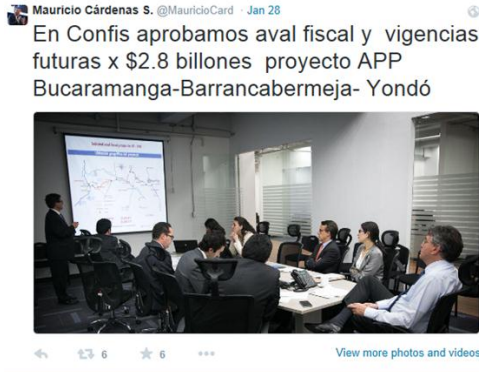 Mauricio Cárdenas S. @MauricioCard · Jan 28
En Confis aprobamos aval fiscal y vigencias
futuras x $2.8 billones proyecto APP
Bucaramanga-Barrancabermeja- Yondó
6 6
View more photos and videos